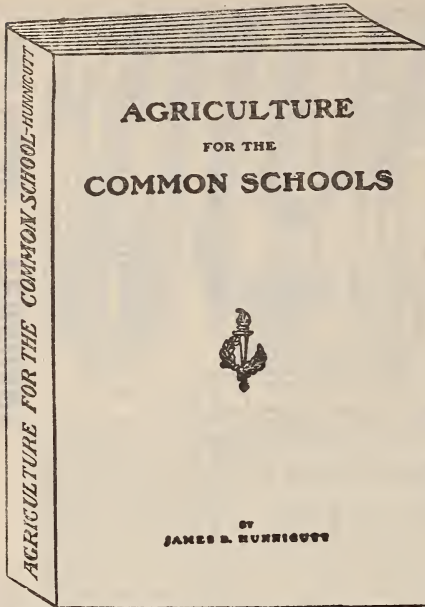 AGRICULTURE FOR THE COMMON SCHOOL-HUNNICUTT
AGRICULTURE
FOR THE
COMMON SCHOOLS
BY
JAMES B. HUNNICUTT